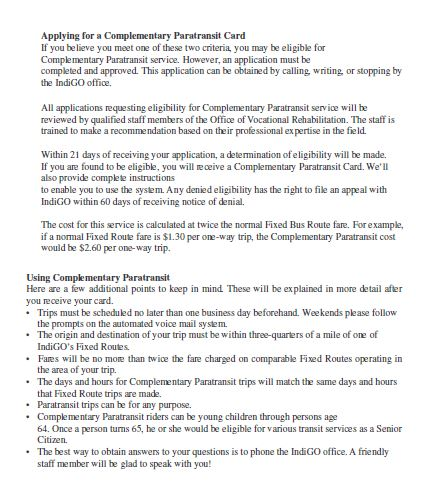 Applying for a Complementary Paratransit Card
If you believe you meet one of these two criteria, you may be eligible for
Complementary Paratransit service. However, an application must be
completed and approved. This application can be obtained by calling, writing, or stopping by
the IndiGO office.
All applications requesting eligibility for Complementary Paratransit service will be
reviewed by qualified staff members of the Office of Vocational Rehabilitation. The staff is
trained to make a recommendation based on their professional expertise in the field.
Within 21 days of receiving your application, a determination of eligibility will be made.
If you are found to be eligible, you will receive a Complementary Paratransit Card. We'll
also provide complete instructions
to enable you to use the system. Any denied eligibility has the right to file an appeal with
IndiGO within 60 days of receiving notice of denial.
The cost for this service is calculated at twice the normal Fixed Bus Route fare. For example,
if a normal Fixed Route fare is $1.30 per one-way trip, the Complementary Paratransit cost
would be $2.60 per one-way trip.
Using Complementary Paratransit
Here are a few additional points to keep in mind. These will be explained in more detail after
you receive your card.
• Trips must be scheduled no later than one business day beforehand. Weekends please follow
the prompts on the automated voice mail system.
• The origin and destination of your trip must be within three-quarters of a mile of one of
IndiGO's Fixed Routes.
• Fares will be no more than twice the fare charged on comparable Fixed Routes operating in
the area of your trip.
• The days and hours for Complementary Paratransit trips will match the same days and hours
that Fixed Route trips are made.
• Paratransit trips can be for any purpose.
• Complementary Paratransit riders can be young children through persons age
64. Once a person turns 65, he or she would be eligible for various transit services as a Senior
Citizen.
• The best way to obtain answers to your questions is to phone the IndiGO office. A friendly
staff member will be glad to speak with you!